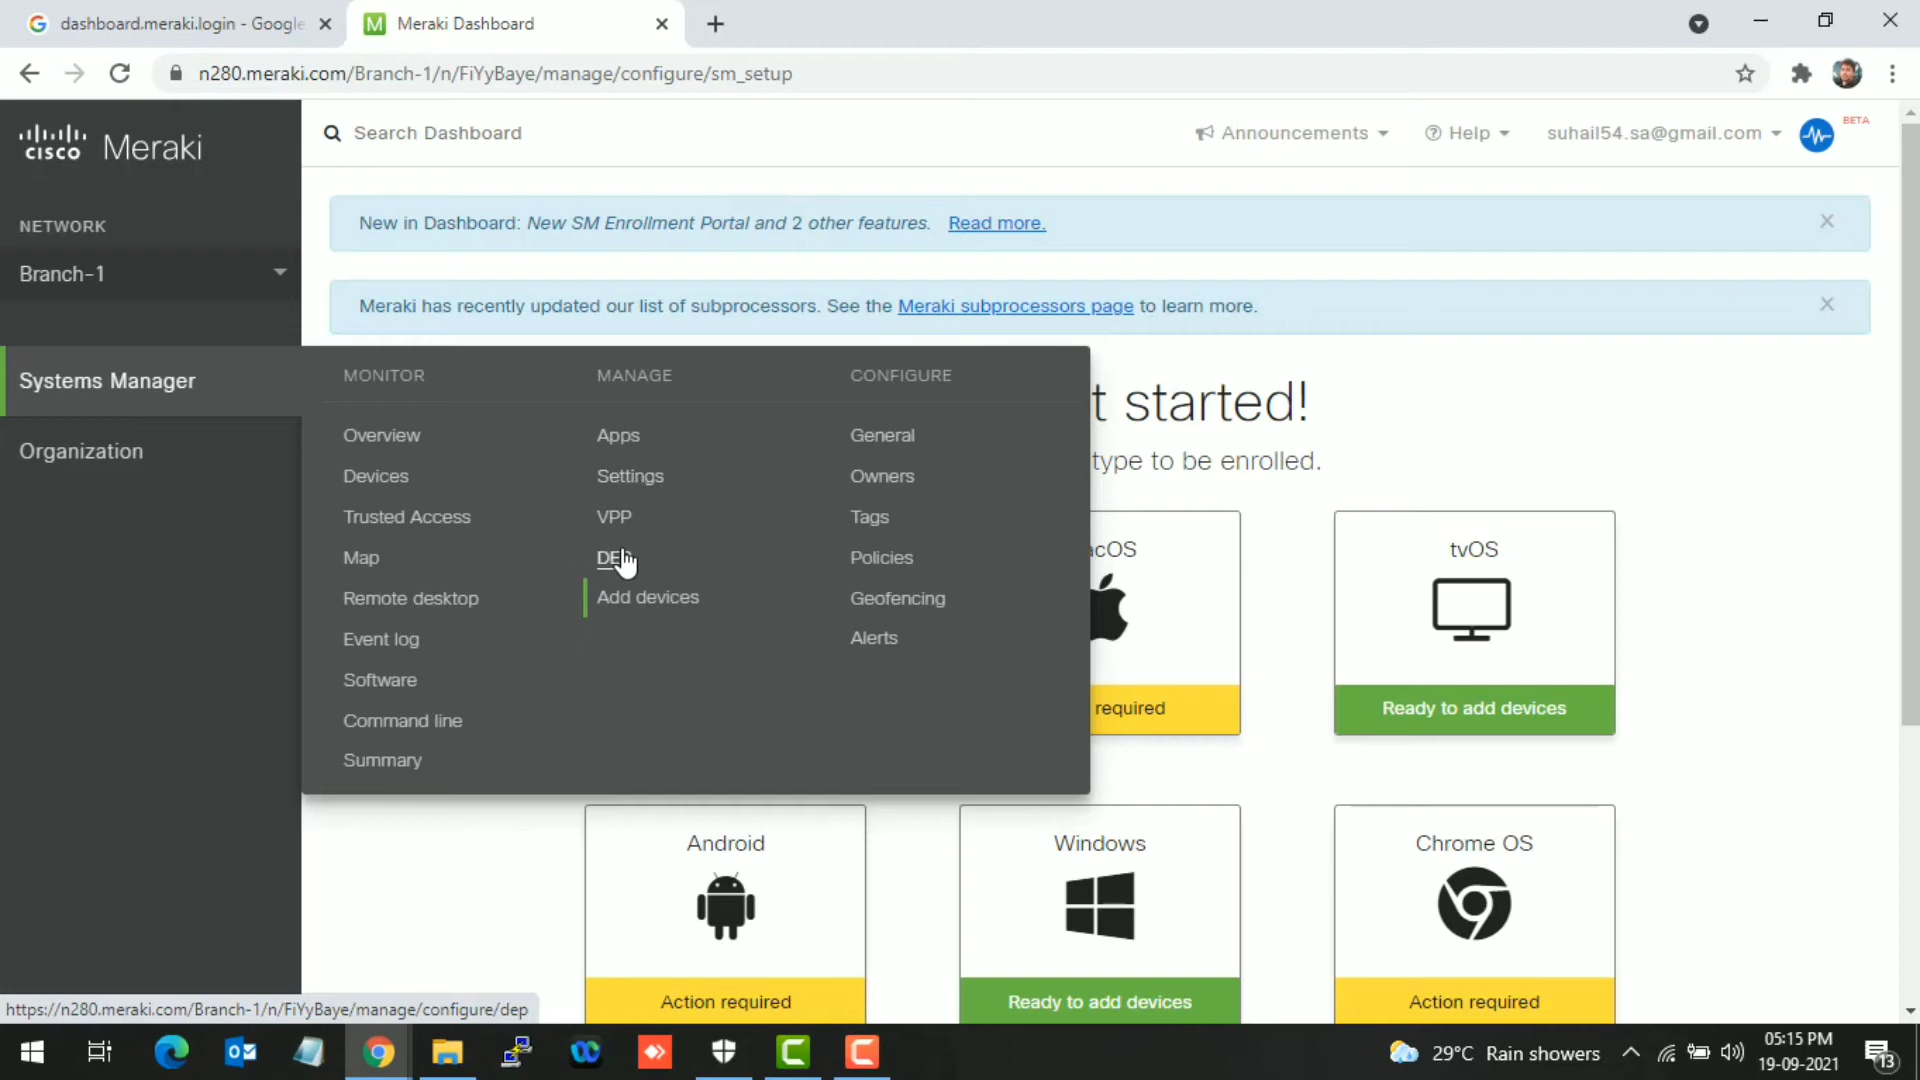 dashboard.meraki.login - Google
Meraki Dashboard
n280.meraki.com/Branch-1/n/FiYyBaye/manage/configure/sm_setup
cisco Meraki
Search Dashboard
Announcements
Help
suhail54.sa@gmail.com
BETA
NETWORK
Branch-1
Systems Manager
Organization
New in Dashboard: New SM Enrollment Portal and 2 other features. Read more.
Meraki has recently updated our list of subprocessors. See the Meraki subprocessors page to learn more.
MONITOR
Overview
Devices
Trusted Access
Map
Remote desktop
Event log
Software
Command line
Summary
MANAGE
Apps
Settings
VPP
Add devices
CONFIGURE
General
Owners
Tags
Policies
Geofencing
Alerts
t started!
type to be enrolled.
acOS
required
tvOS
Ready to add devices
Android
Action required
Windows
Ready to add devices
Chrome OS
Action required
https://n280.meraki.com/Branch-1/n/FiYyBaye/manage/configure/dep
29°C Rain showers
05:15 PM
19-09-2021
13